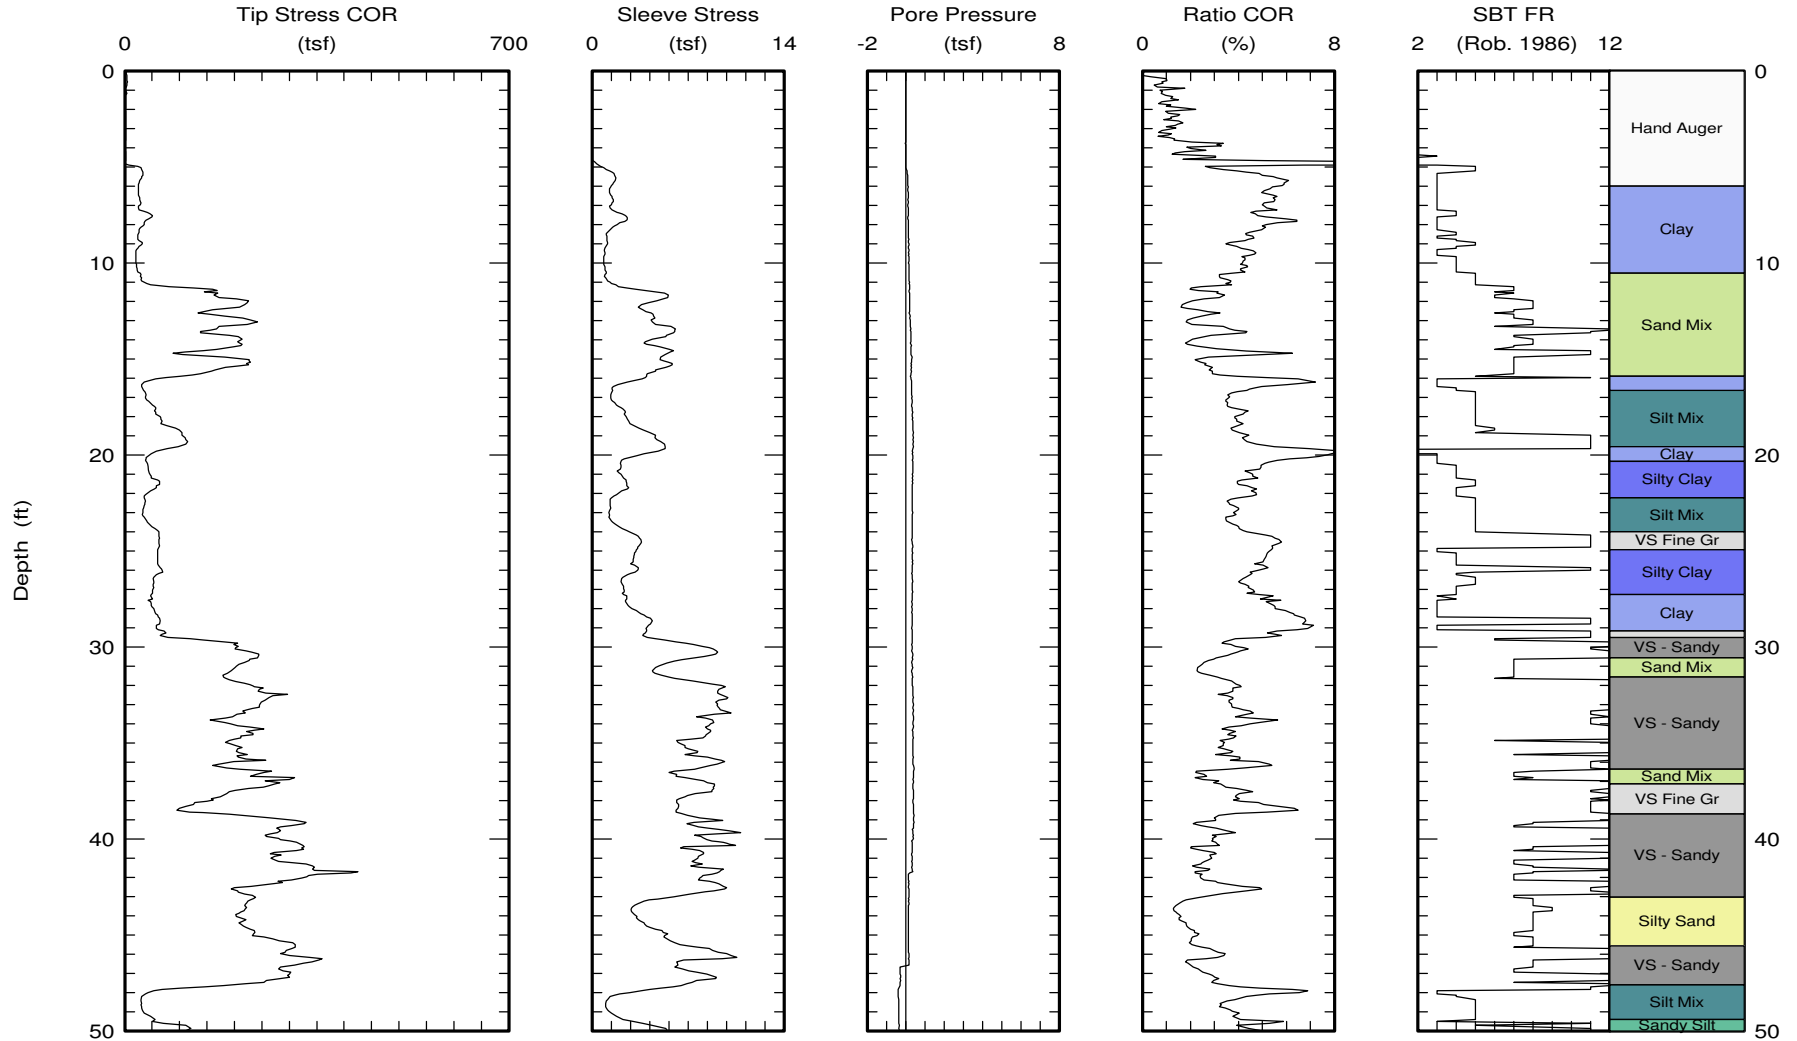 Tip Stress COR Sleeve Stress Pore Pressure Ratio COR SBT FR
0 (tsf) 700 0 (tsf) 14 -2 (tsf) 8 0 (%) 8 2 (Rob. 1986) 12
0 0
Hand Auger
Clay
10 10
Sand Mix
Silt Mix
20 Clay 20
Silty Clay
Silt Mix
VS Fine Gr
Silty Clay
Depth (ft)
Clay
30 VS - Sandy 30
Sand Mix
VS - Sandy
Sand Mix
VS Fine Gr
40 40
VS - Sandy
Silty Sand
VS - Sandy
Silt Mix
50 Sandy Silt 50